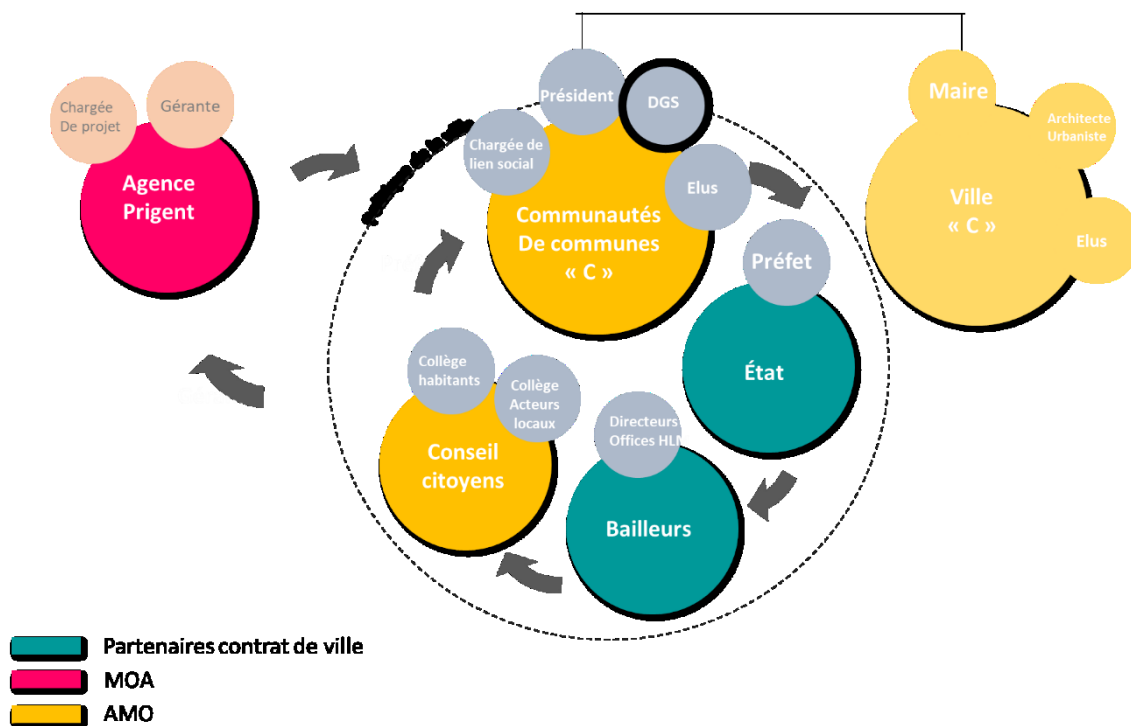 Chargée
De projet
Gérante
Agence
Prigent
Président
DGS
Chargée de
lien social
Elus
Communautés
De communes
« C »
Maire
Architecte
Urbaniste
Ville
« C »
Elus
Préfet
État
Collège
habitants
Collège
Acteurs
locaux
Conseil
citoyens
Directeurs
Offices HLM
Bailleurs
Partenaires contrat de ville
MOA
AMO